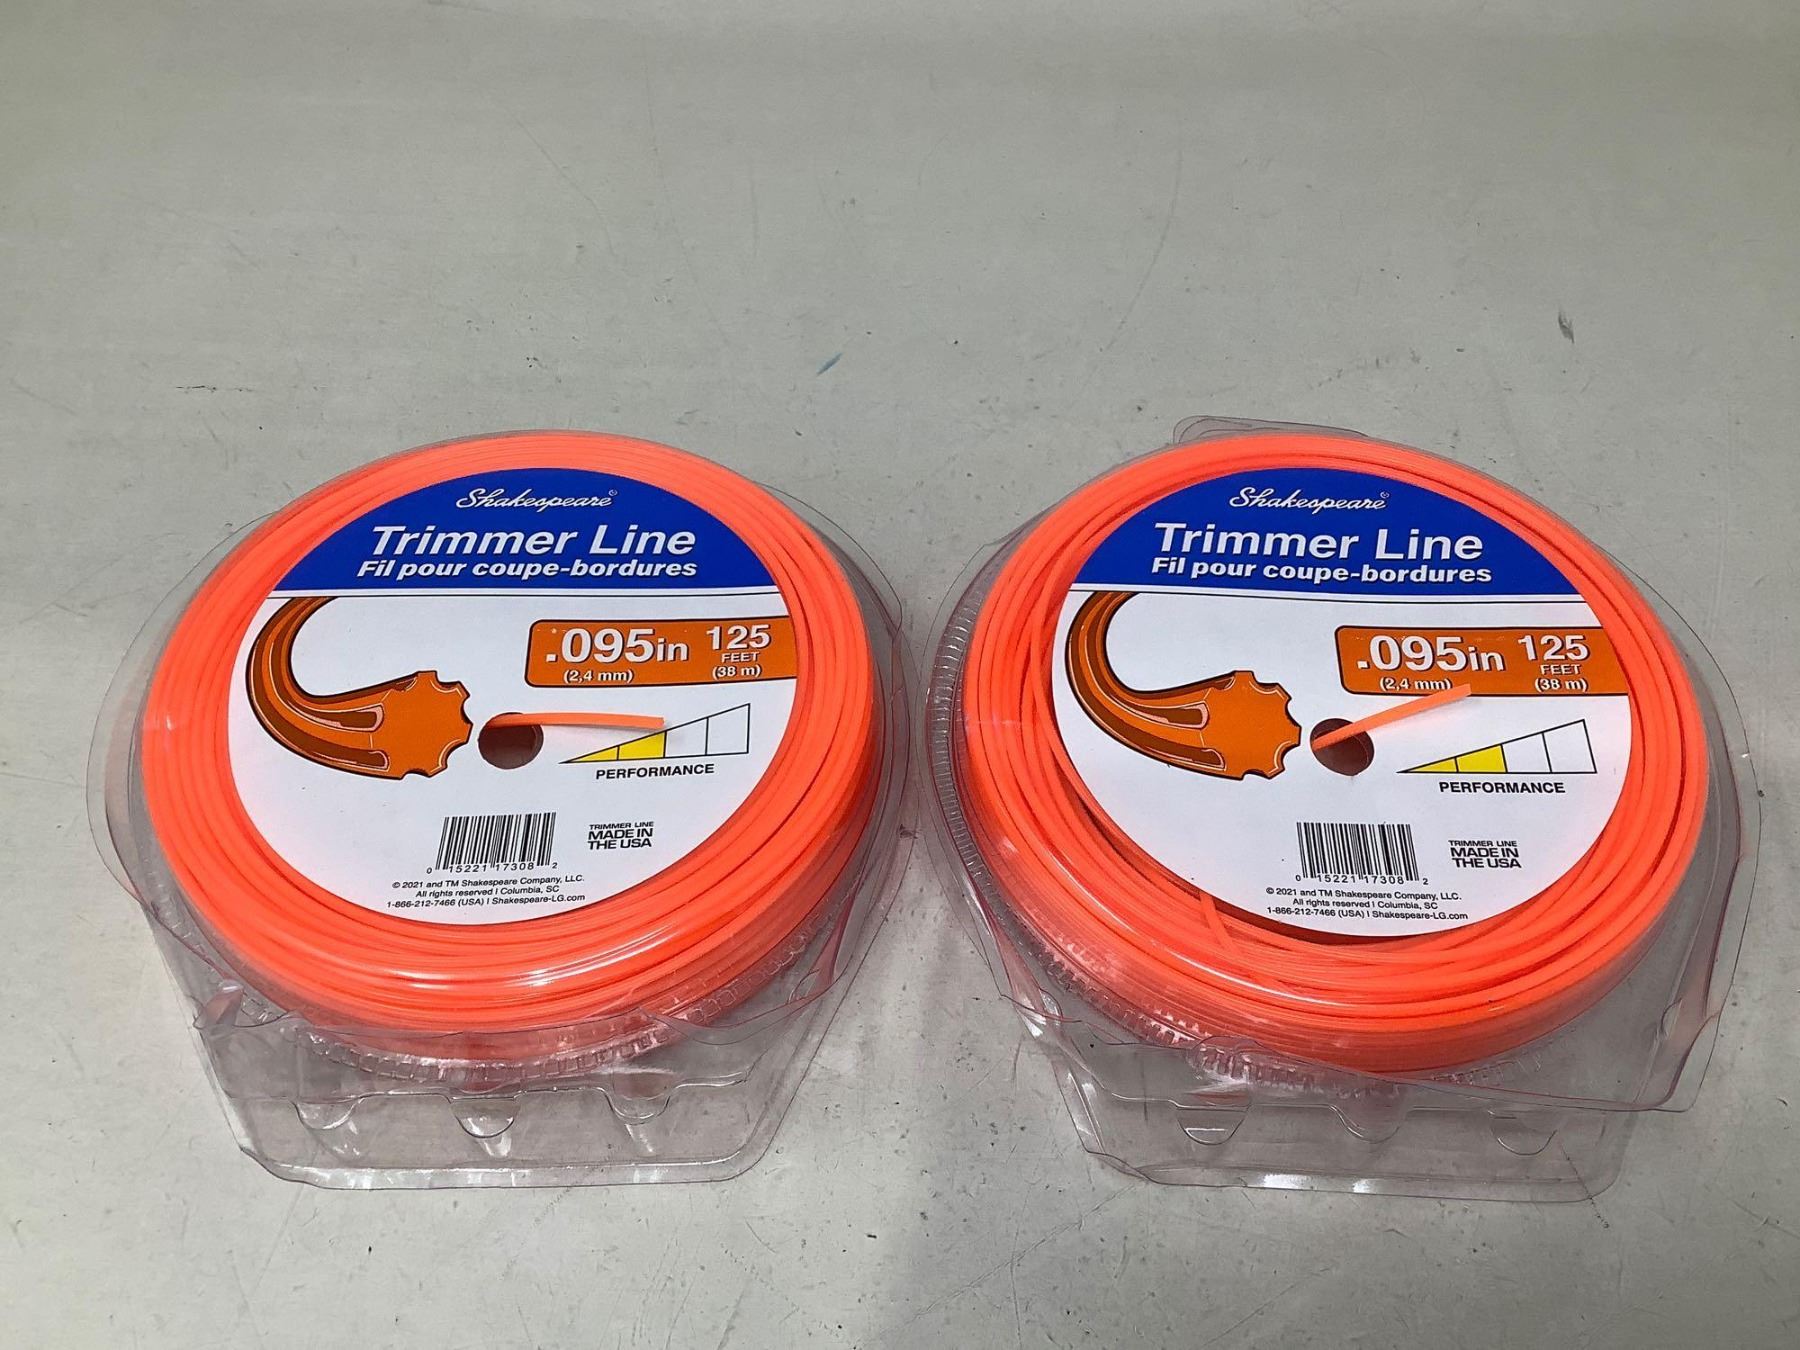 Shakespeare®
Trimmer Line
Fil pour coupe-bordures
.095in 125
FEET
(2,4 mm) (38 m)
PERFORMANCE
TRIMMER LINE
MADE IN
THE USA
0 15221 17308 2
© 2021 and TM Shakespeare Company, LLC.
All rights reserved | Columbia, SC
1-866-212-7466 (USA) | Shakespeare-LG.com
Shakespeare®
Trimmer Line
Fil pour coupe-bordures
.095in 125
FEET
(2,4 mm) (38 m)
PERFORMANCE
TRIMMER LINE
MADE IN
THE USA
0 15221 17308 2
© 2021 and TM Shakespeare Company, LLC.
All rights reserved | Columbia, SC
1-866-212-7466 (USA) | Shakespeare-LG.com